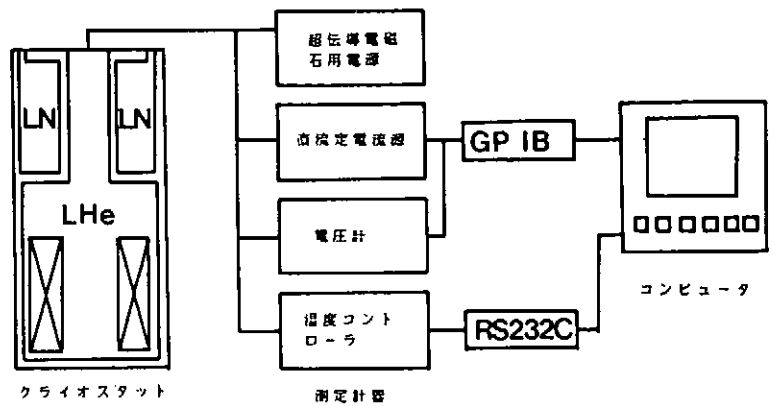 超伝導電磁
石用電源
LN
LN
直流定電流源
GP IB
LHe
電圧計
コンピュータ
温度コント
ローラ
RS232C
クライオスタット
測定計器